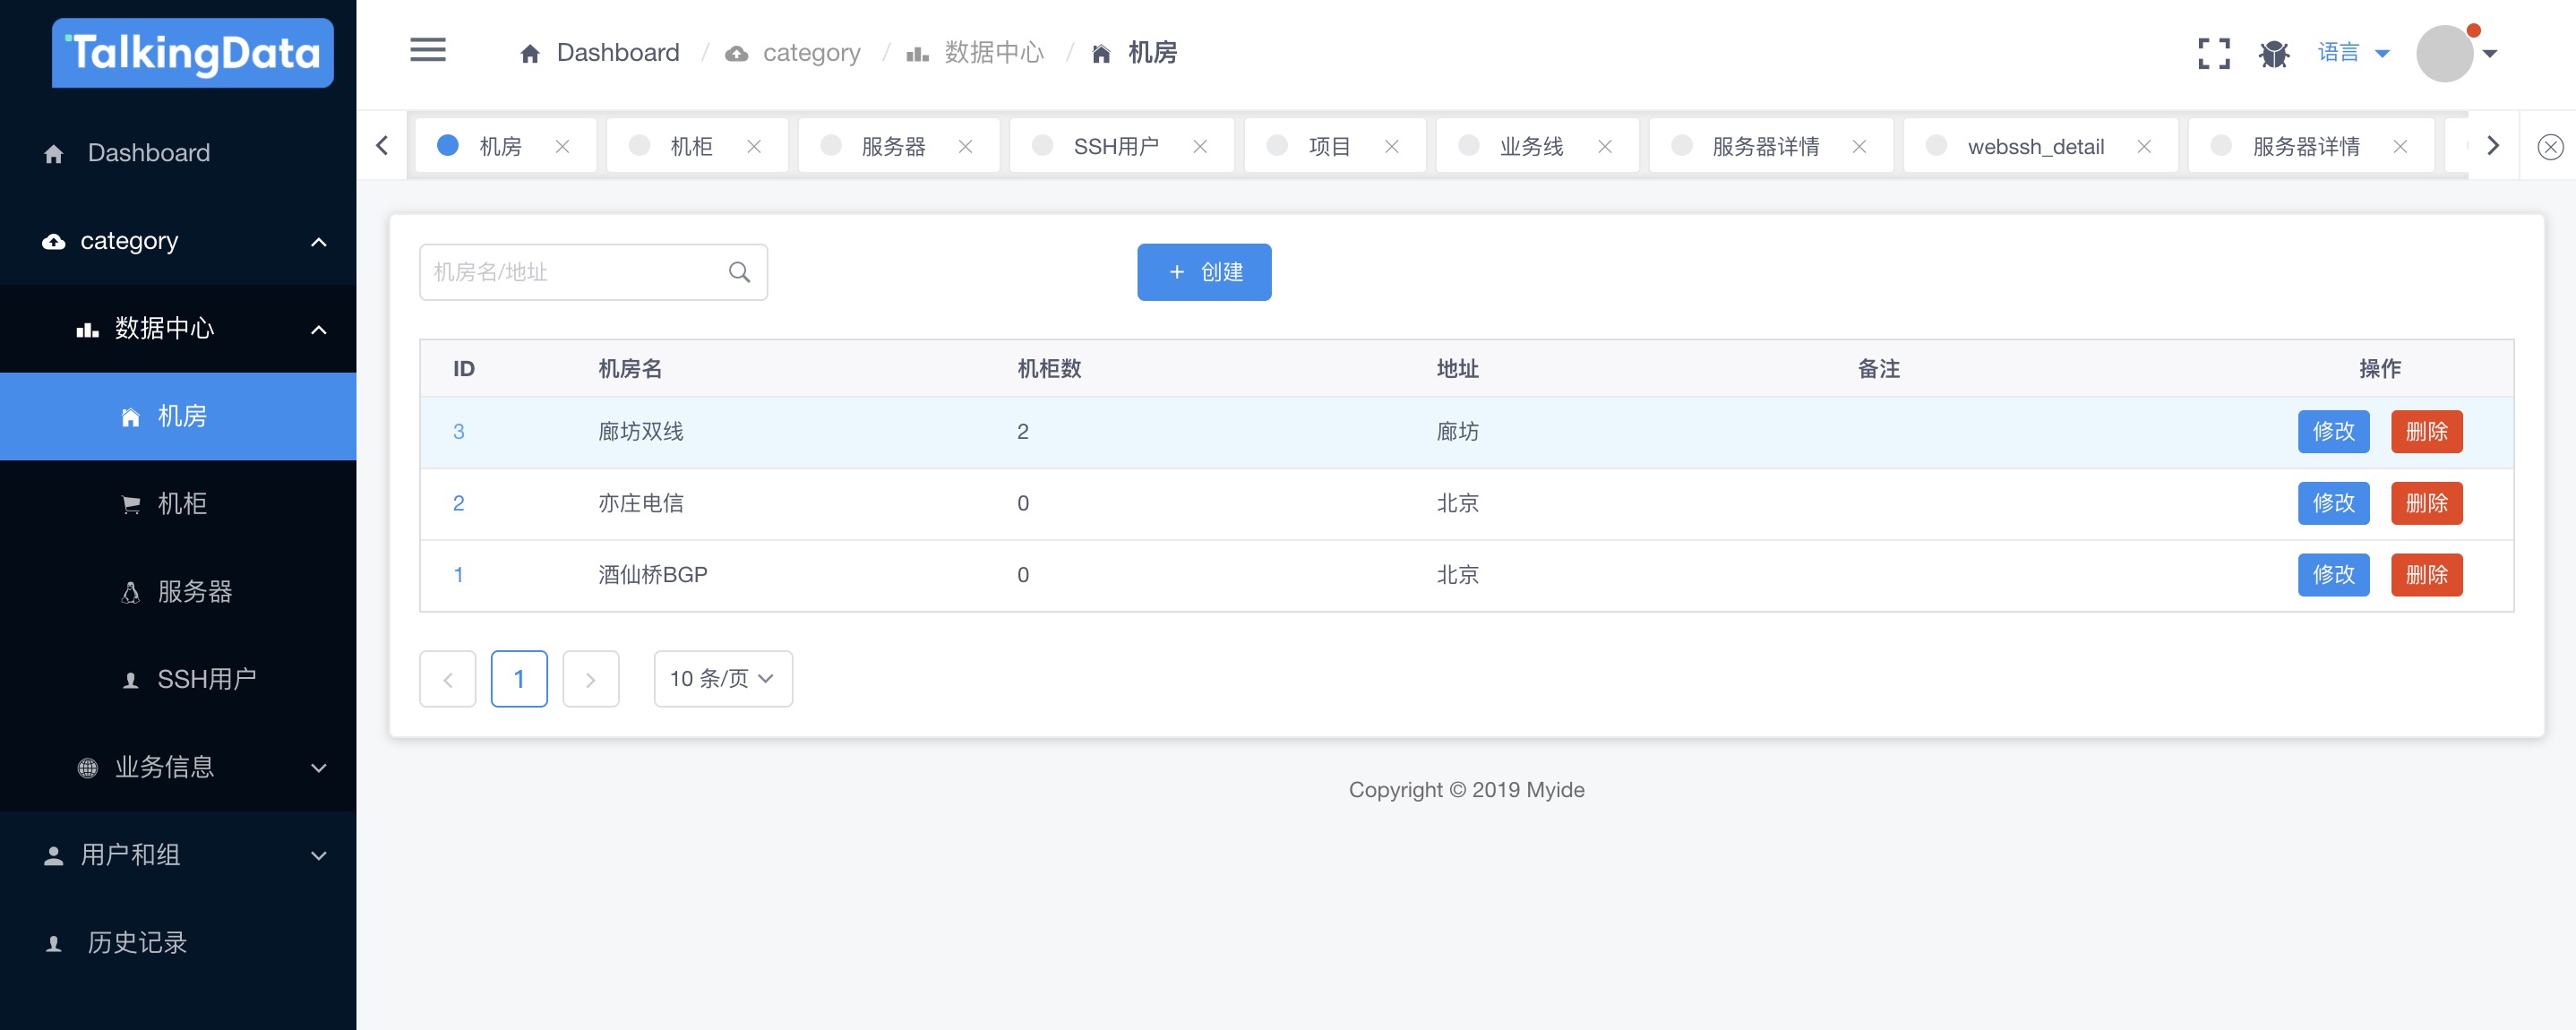 TalkingData
Dashboard
category
数据中心
机房
机柜
服务器
SSH用户
业务信息
用户和组
历史记录
Dashboard / category / 数据中心 / 机房
语言
机房 机柜 服务器 SSH用户 项目 业务线 服务器详情 webssh_detail 服务器详情
机房名/地址
+ 创建
ID 机房名 机柜数 地址 备注 操作
3 廊坊双线 2 廊坊 修改 删除
2 亦庄电信 0 北京 修改 删除
1 酒仙桥BGP 0 北京 修改 删除
1 10 条/页
Copyright © 2019 Myide